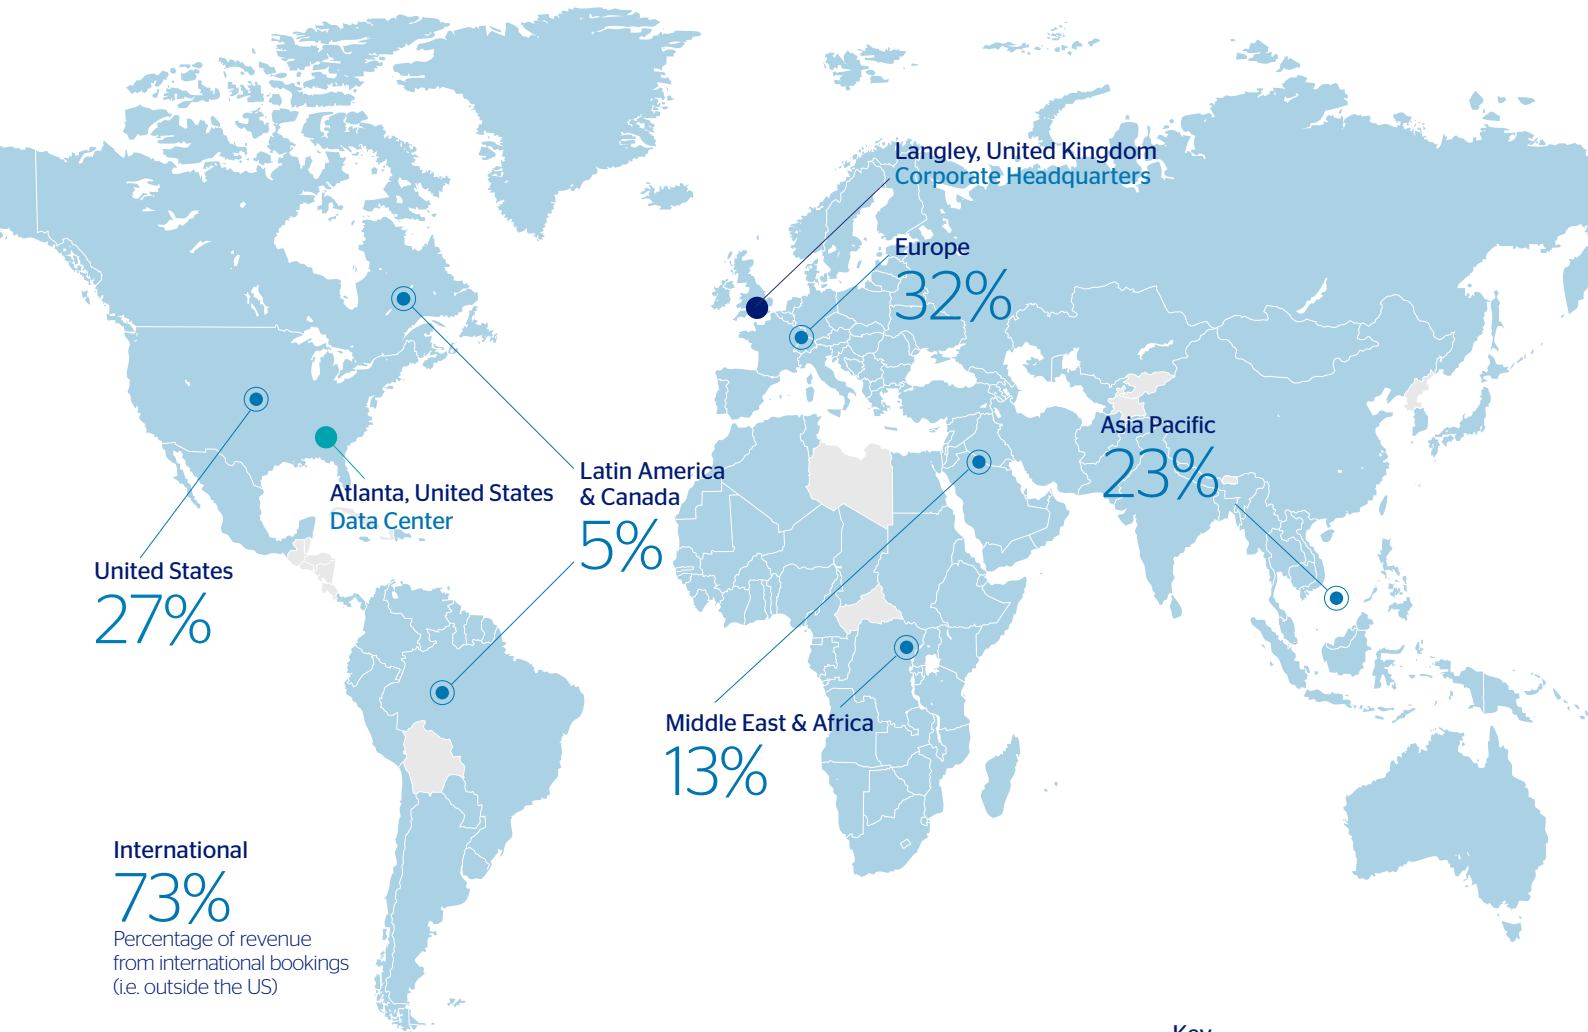 Langley, United Kingdom
Corporate Headquarters
Europe
32%
Asia Pacific
23%
Latin America
& Canada
5%
Atlanta, United States
Data Center
United States
27%
Middle East & Africa
13%
International
73%
Percentage of revenue
from international bookings
(i.e. outside the US)
Key